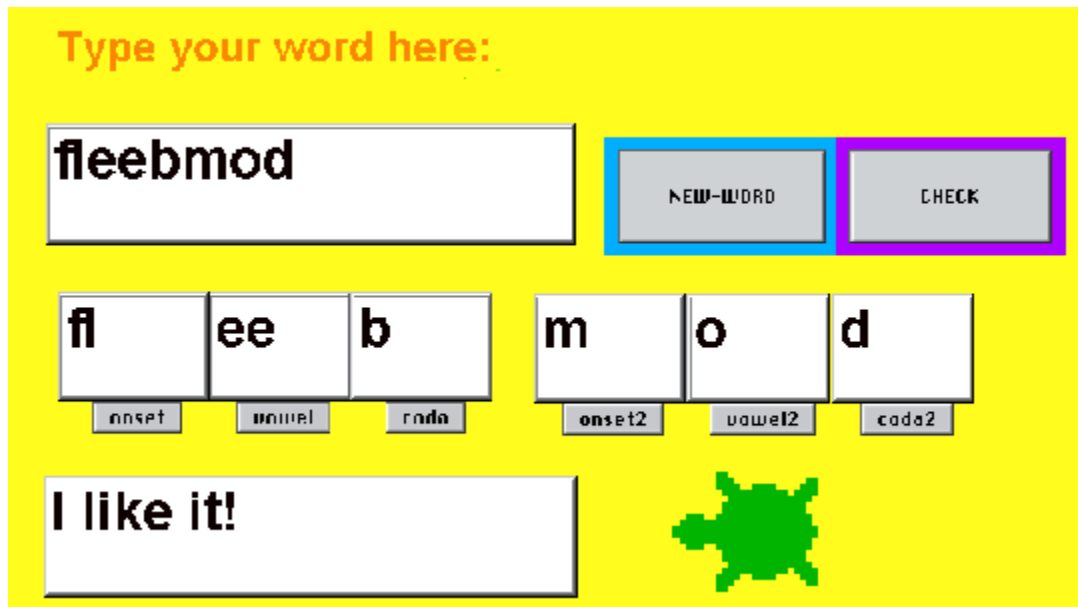 Type your word here:
fleebmod
NEW-WORD CHECK
fl ee b m o d
onset vowel coda onset2 vowel2 coda2
I like it!